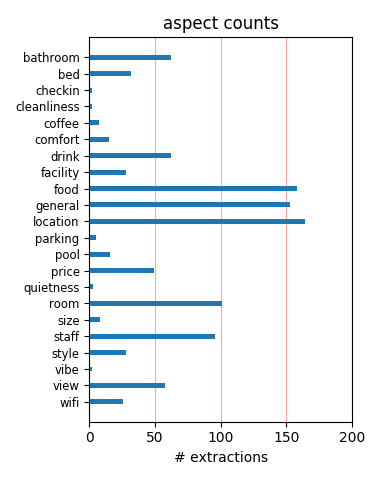 aspect counts
bathroom
bed
checkin
cleanliness
coffee
comfort
drink
facility
food
general
location
parking
pool
price
quietness
room
size
staff
style
vibe
view
wifi
0 50 100 150 200
# extractions